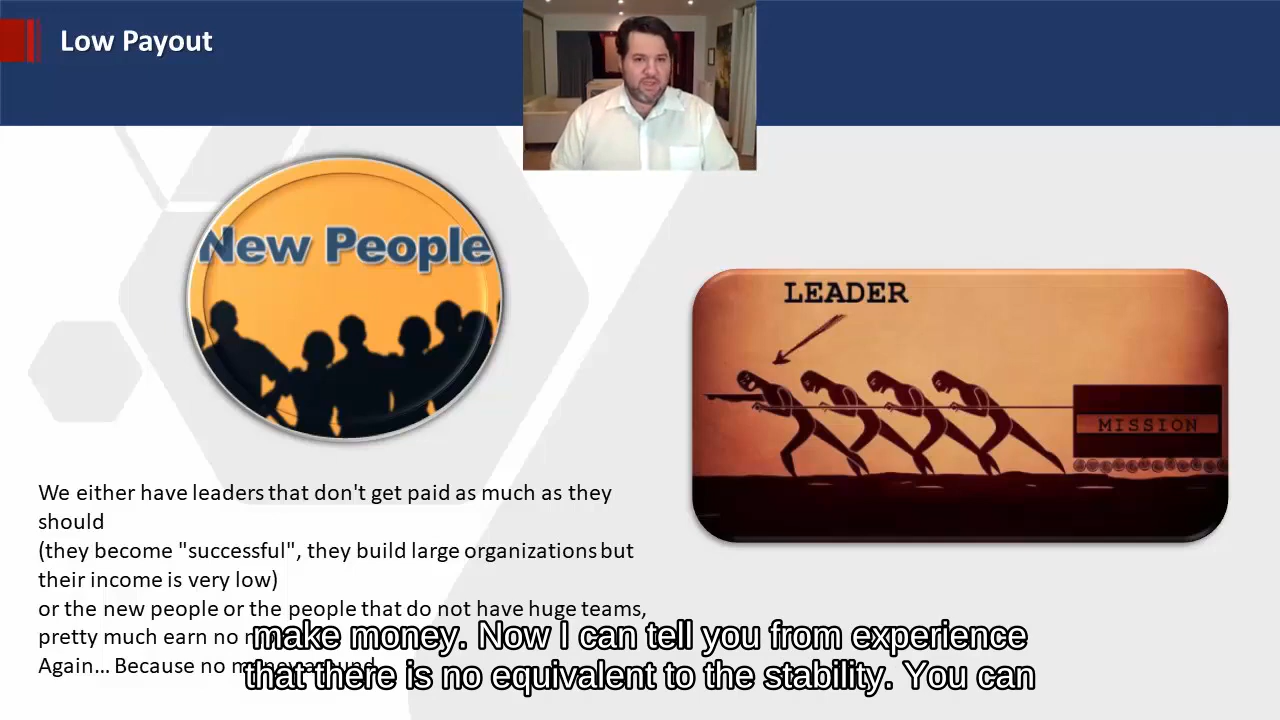 Low Payout
New People
LEADER
MISSION
We either have leaders that don't get paid as much as they
should
(they become "successful", they build large organizations but
their income is very low)
or the new people or the people that do not have huge teams,
pretty much earn no
Again... Because no
make money. Now I can tell you from experience
that there is no equivalent to the stability. You can